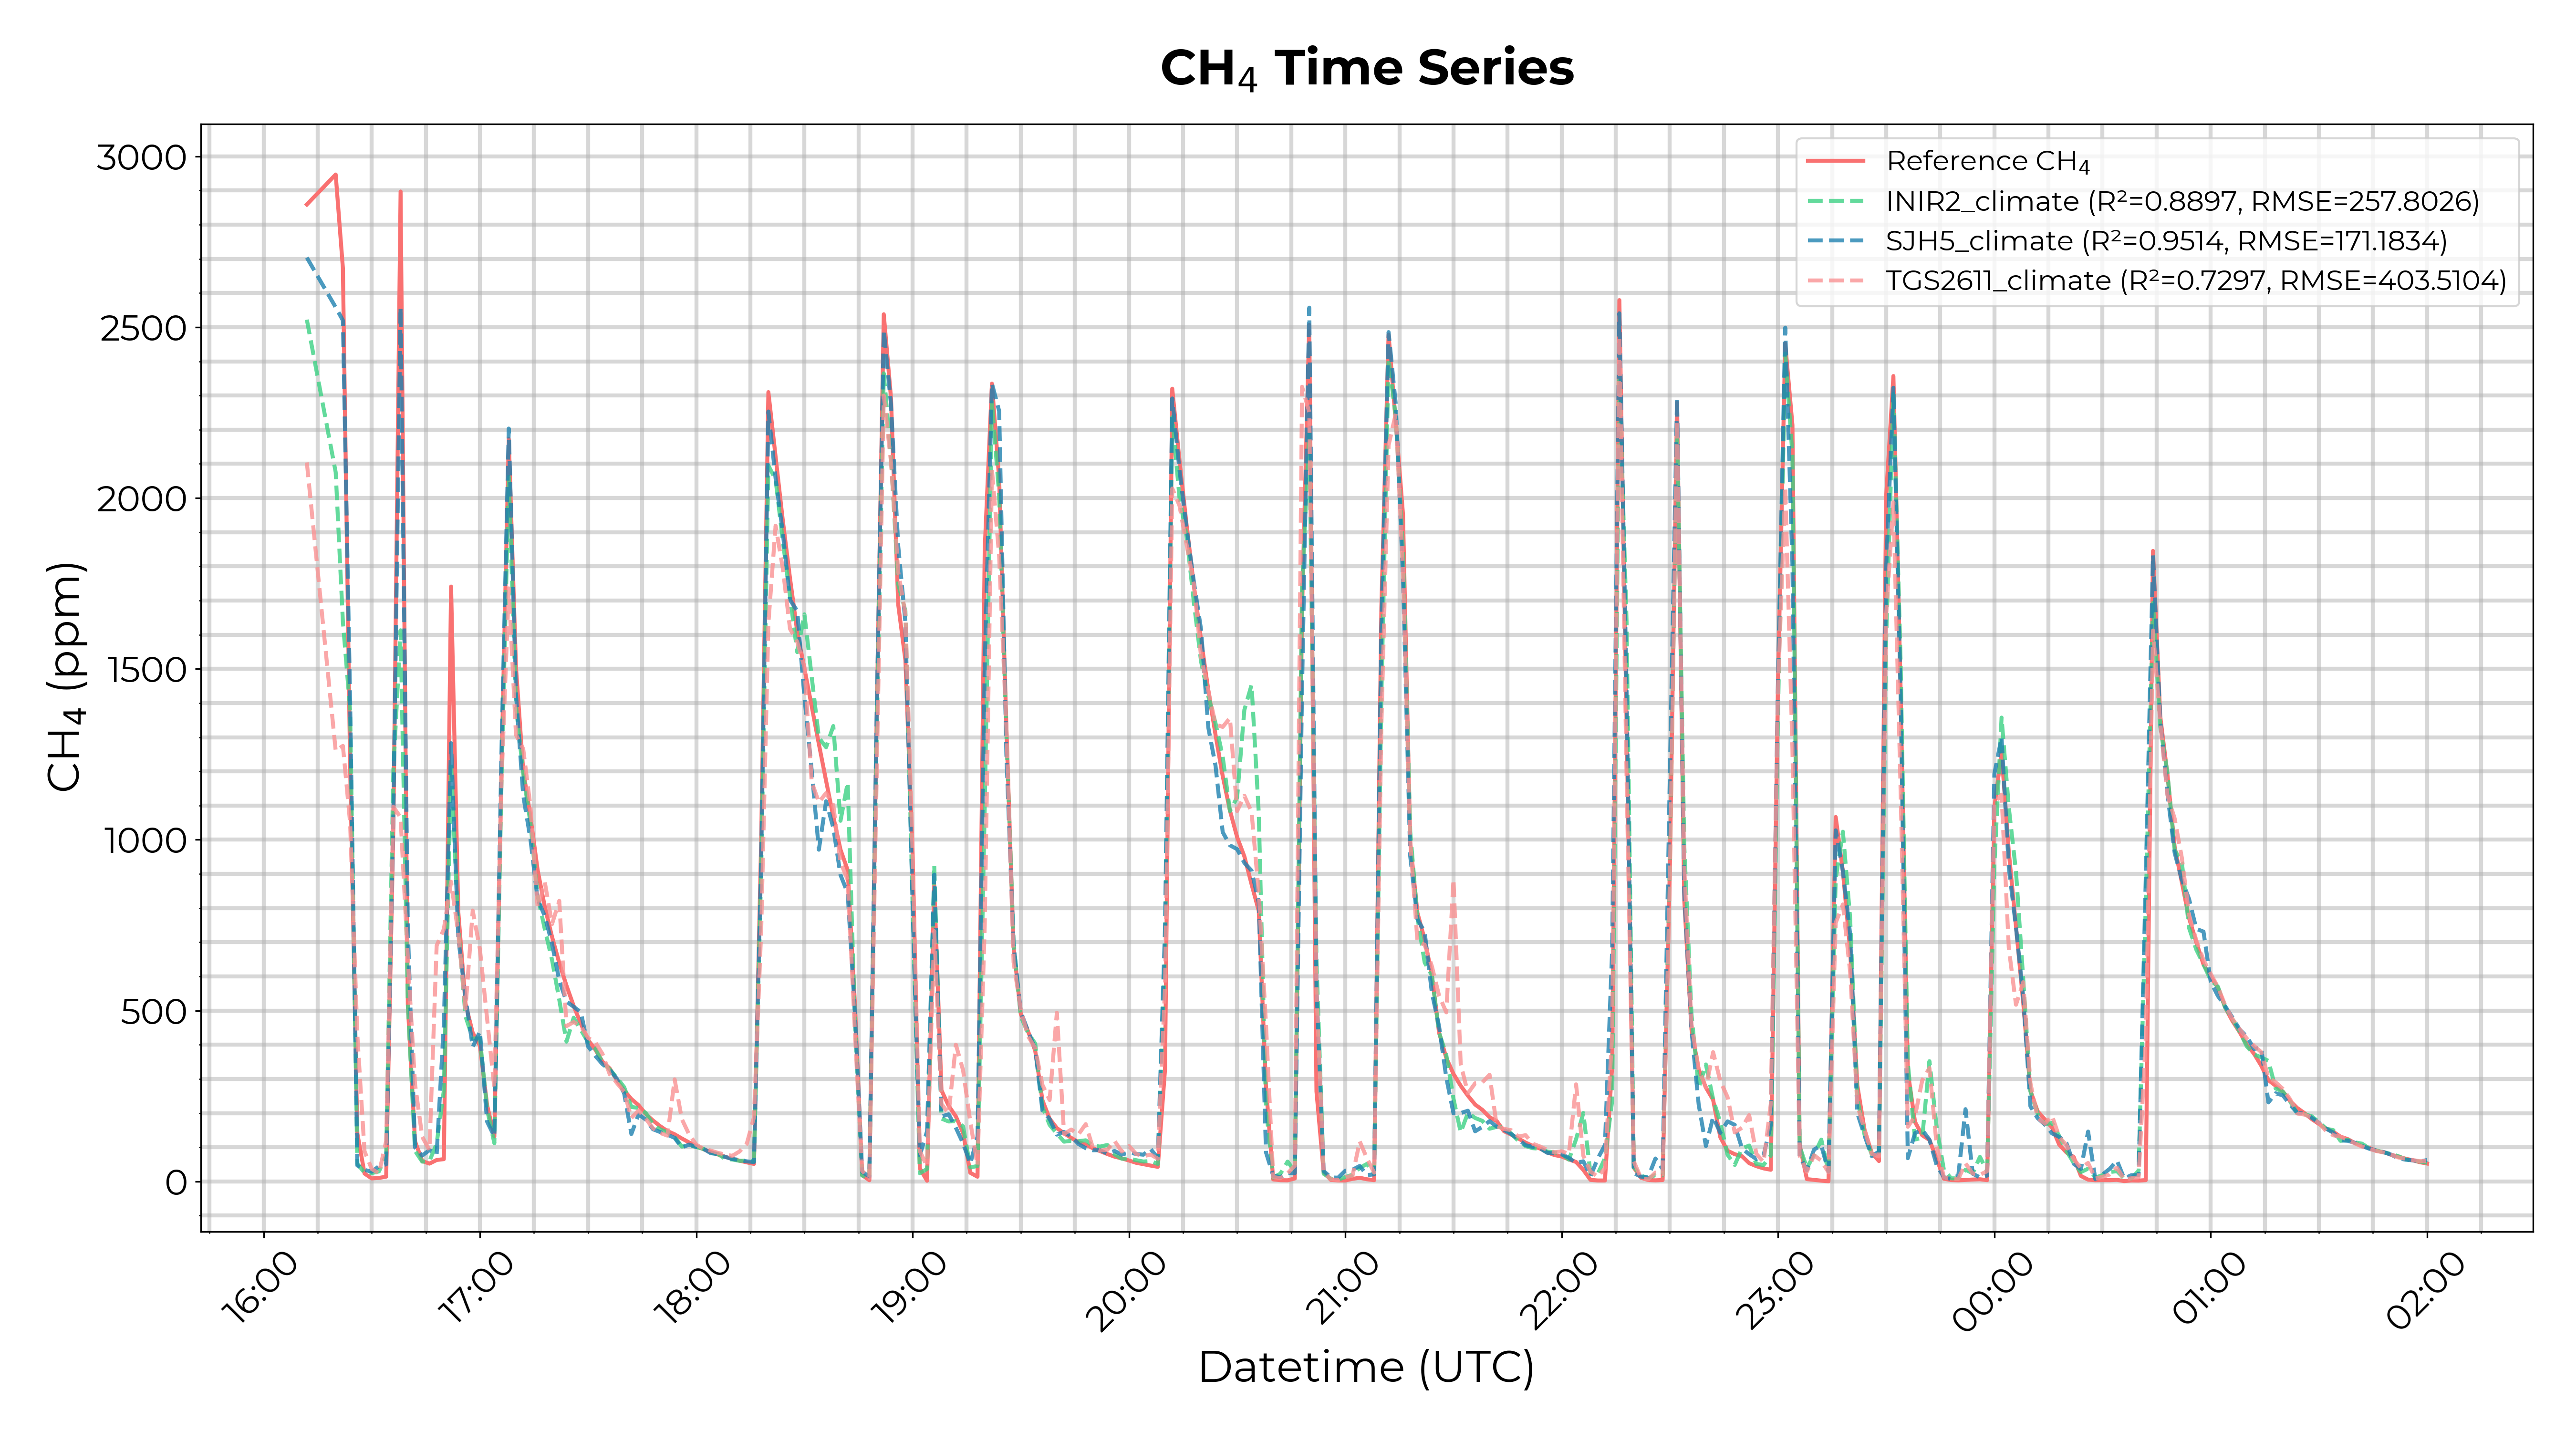 CH₄ Time Series
Reference CH₄
INIR2_climate (R²=0.8897, RMSE=257.8026)
SJH5_climate (R²=0.9514, RMSE=171.1834)
TGS2611_climate (R²=0.7297, RMSE=403.5104)
CH₄ (ppm)
3000
2500
2000
1500
1000
500
0
16:00
17:00
18:00
19:00
20:00
21:00
22:00
23:00
00:00
01:00
02:00
Datetime (UTC)